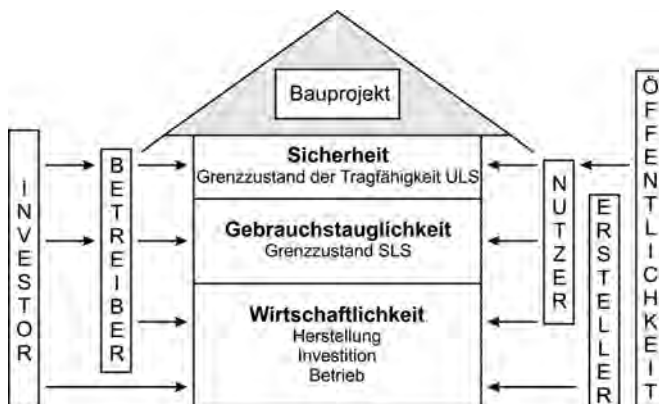 Bauprojekt
Sicherheit
Grenzzustand der Tragfähigkeit ULS
Gebrauchstauglichkeit
Grenzzustand SLS
Wirtschaftlichkeit
Herstellung
Investition
Betrieb
INVESTOR
BETREIBER
NUTZER
ERSTELLER
ÖFFENTLICHKEIT